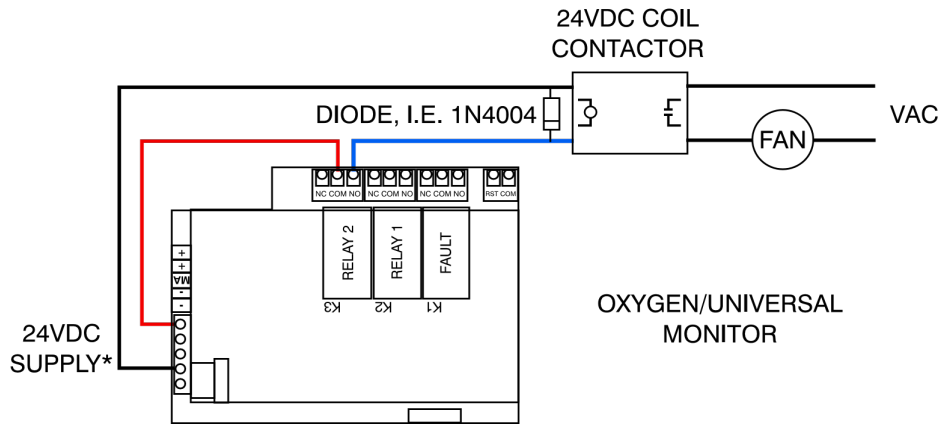 24VDC COIL
CONTACTOR
DIODE, I.E. 1N4004
VAC
FAN
NC COM NO NC COM NO NC COM NO RST COM
RELAY 2
RELAY 1
FAULT
K3
K2
K1
+
+
MA
-
-
24VDC
SUPPLY*
OXYGEN/UNIVERSAL
MONITOR